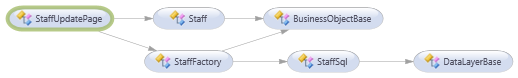 StaffUpdatePage
Staff
BusinessObjectBase
StaffFactory
StaffSql
DataLayerBase